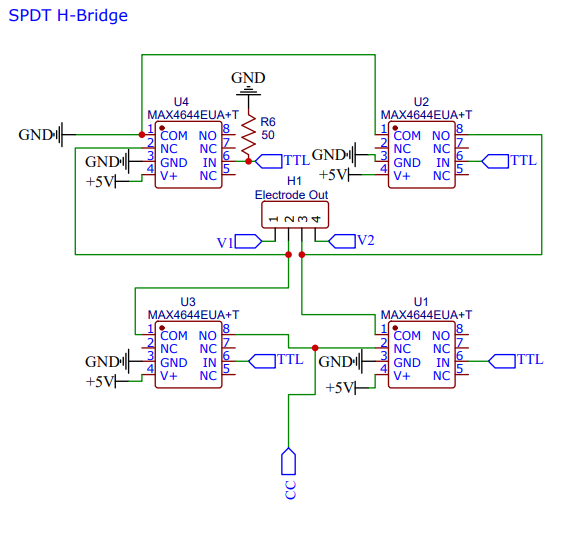 SPDT H-Bridge
GND
U4
MAX4644EUA+T
U2
MAX4644EUA+T
R6
50
GND
1 COM NO 8
2 NC NC 7
3 GND IN 6
4 V+ NC 5
GND
+5V
TTL
GND
+5V
1 COM NO 8
2 NC NC 7
3 GND IN 6
4 V+ NC 5
TTL
H1
Electrode Out
1 2 3 4
V1
V2
U3
MAX4644EUA+T
U1
MAX4644EUA+T
1 COM NO 8
2 NC NC 7
3 GND IN 6
4 V+ NC 5
GND
+5V
TTL
GND
+5V
1 COM NO 8
2 NC NC 7
3 GND IN 6
4 V+ NC 5
TTL
CC